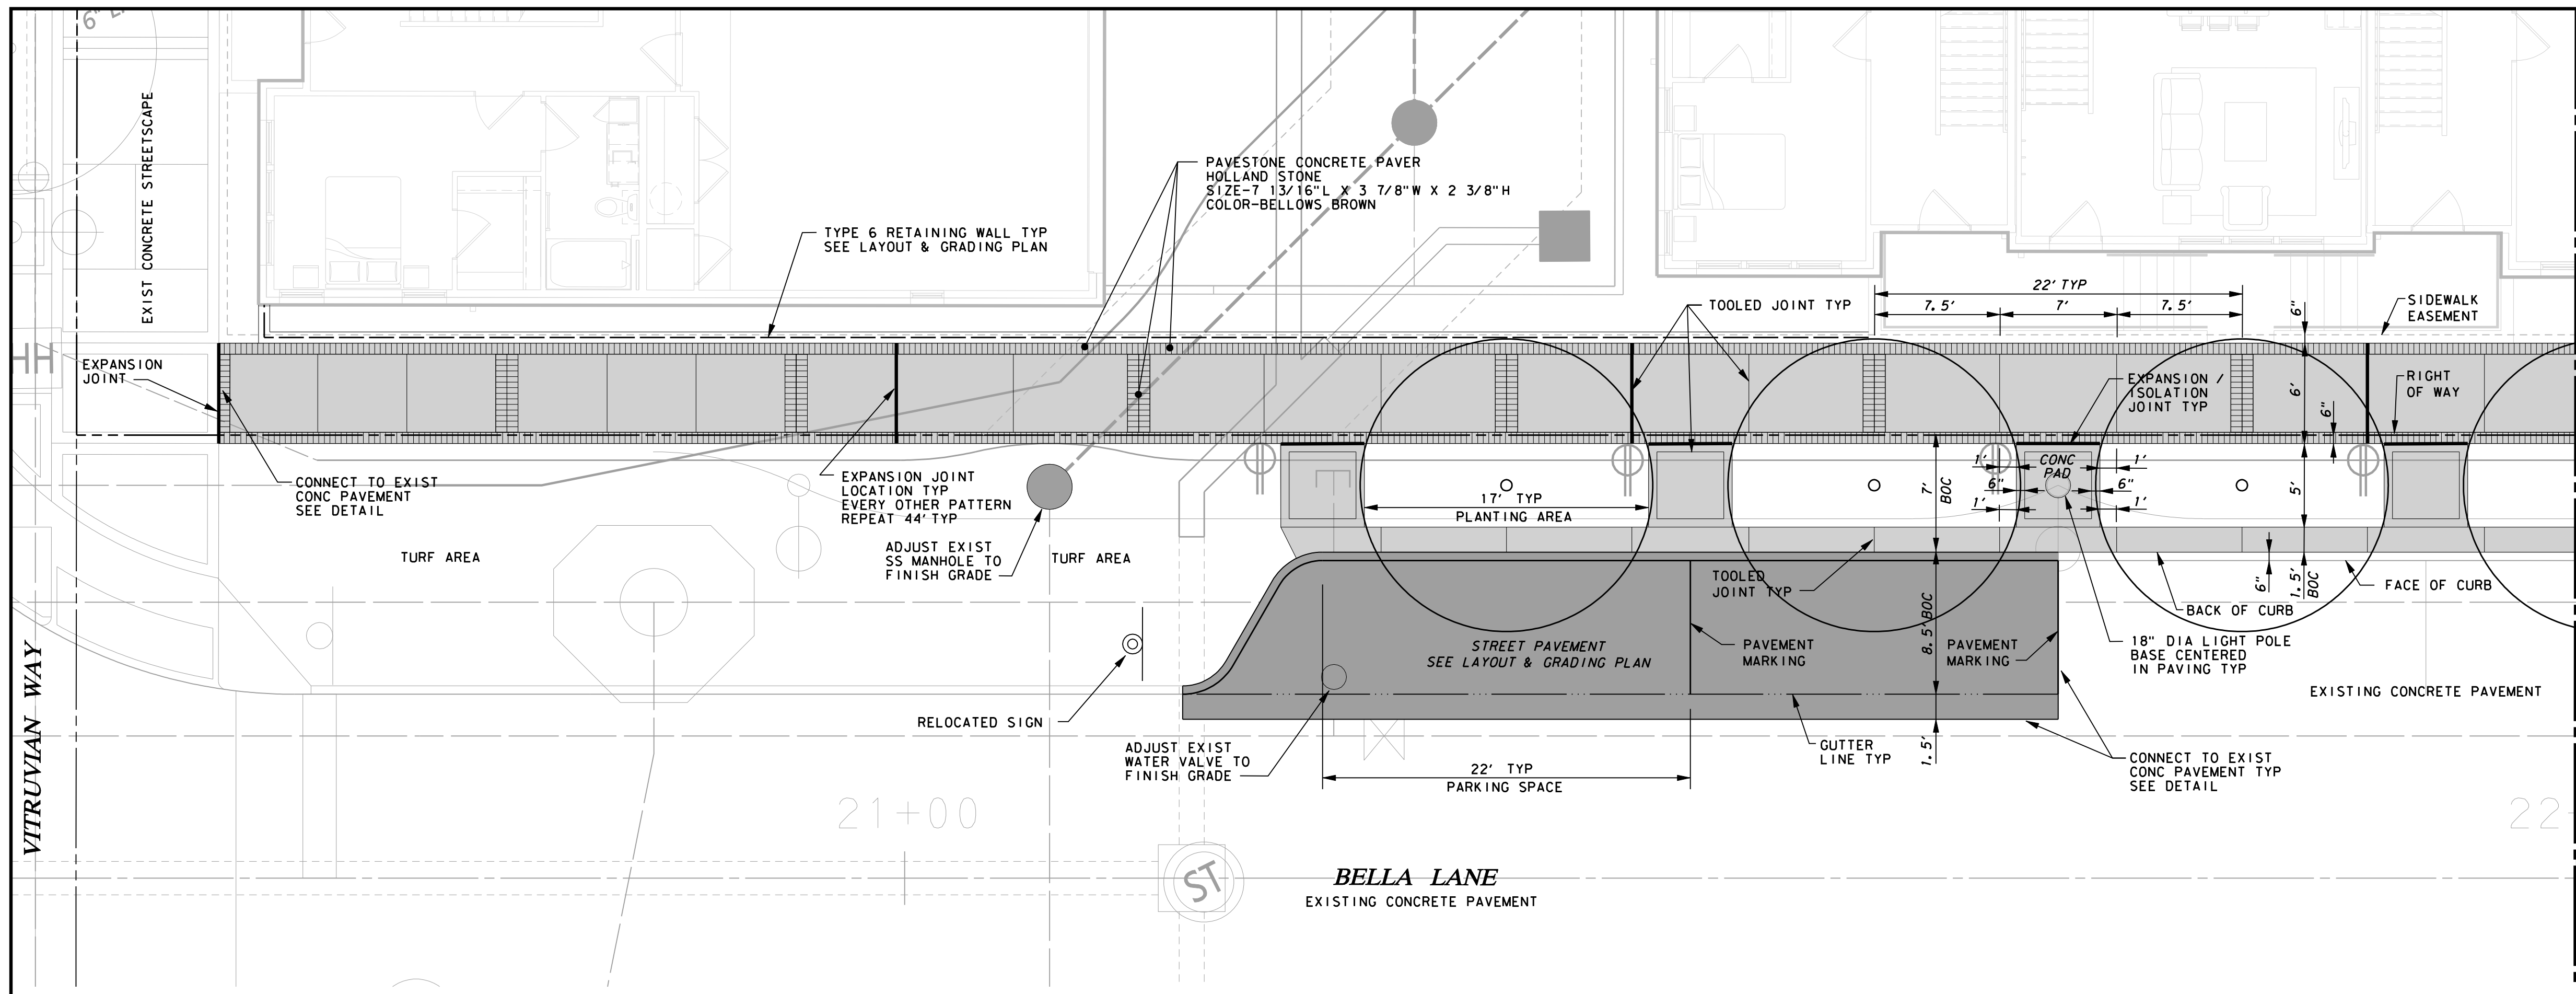 6" L
EXIST CONCRETE STREETSCAPE
PAVESTONE CONCRETE PAVER
HOLLAND STONE
SIZE-7 13/16"L X 3 7/8"W X 2 3/8"H
COLOR-BELLOWS BROWN
TYPE 6 RETAINING WALL TYP
SEE LAYOUT & GRADING PLAN
TOOLED JOINT TYP
22' TYP
7.5'
7'
7.5'
6"
SIDEWALK
EASEMENT
EXPANSION
JOINT
EXPANSION /
ISOLATION
JOINT TYP
6'
6"
RIGHT
OF WAY
CONNECT TO EXIST
CONC PAVEMENT
SEE DETAIL
EXPANSION JOINT
LOCATION TYP
EVERY OTHER PATTERN
REPEAT 44' TYP
ADJUST EXIST
SS MANHOLE TO
FINISH GRADE
TURF AREA
TURF AREA
17' TYP
PLANTING AREA
7'
BOC
1'
CONC
PAD
1'
6"
6"
1'
1'
5'
TOOLED
JOINT TYP
6"
1.5'
BOC
FACE OF CURB
BACK OF CURB
STREET PAVEMENT
SEE LAYOUT & GRADING PLAN
PAVEMENT
MARKING
8.5' BOC
PAVEMENT
MARKING
18" DIA LIGHT POLE
BASE CENTERED
IN PAVING TYP
EXISTING CONCRETE PAVEMENT
RELOCATED SIGN
ADJUST EXIST
WATER VALVE TO
FINISH GRADE
22' TYP
PARKING SPACE
GUTTER
LINE TYP
1.5'
CONNECT TO EXIST
CONC PAVEMENT TYP
SEE DETAIL
VITRUVIAN WAY
21+00
22
ST
BELLA LANE
EXISTING CONCRETE PAVEMENT